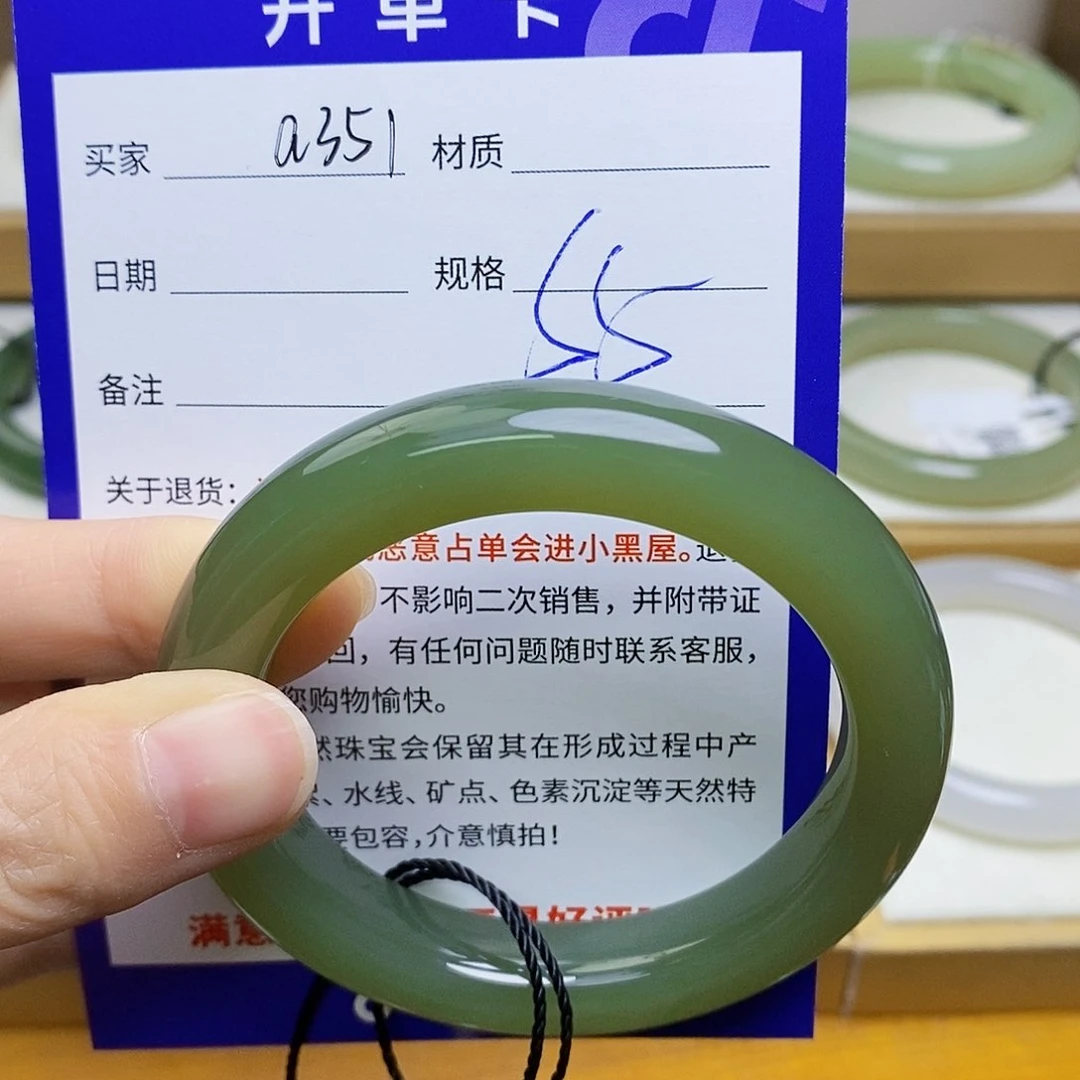 开单卡
买家 a351 材质
日期 规格 55
备注
关于退货：
恶意占单会进小黑屋。
不影响二次销售，并附带证
回，有任何问题随时联系客服，
您购物愉快。
然珠宝会保留其在形成过程中产
、水线、矿点、色素沉淀等天然特
要包容，介意慎拍！
满意
好评